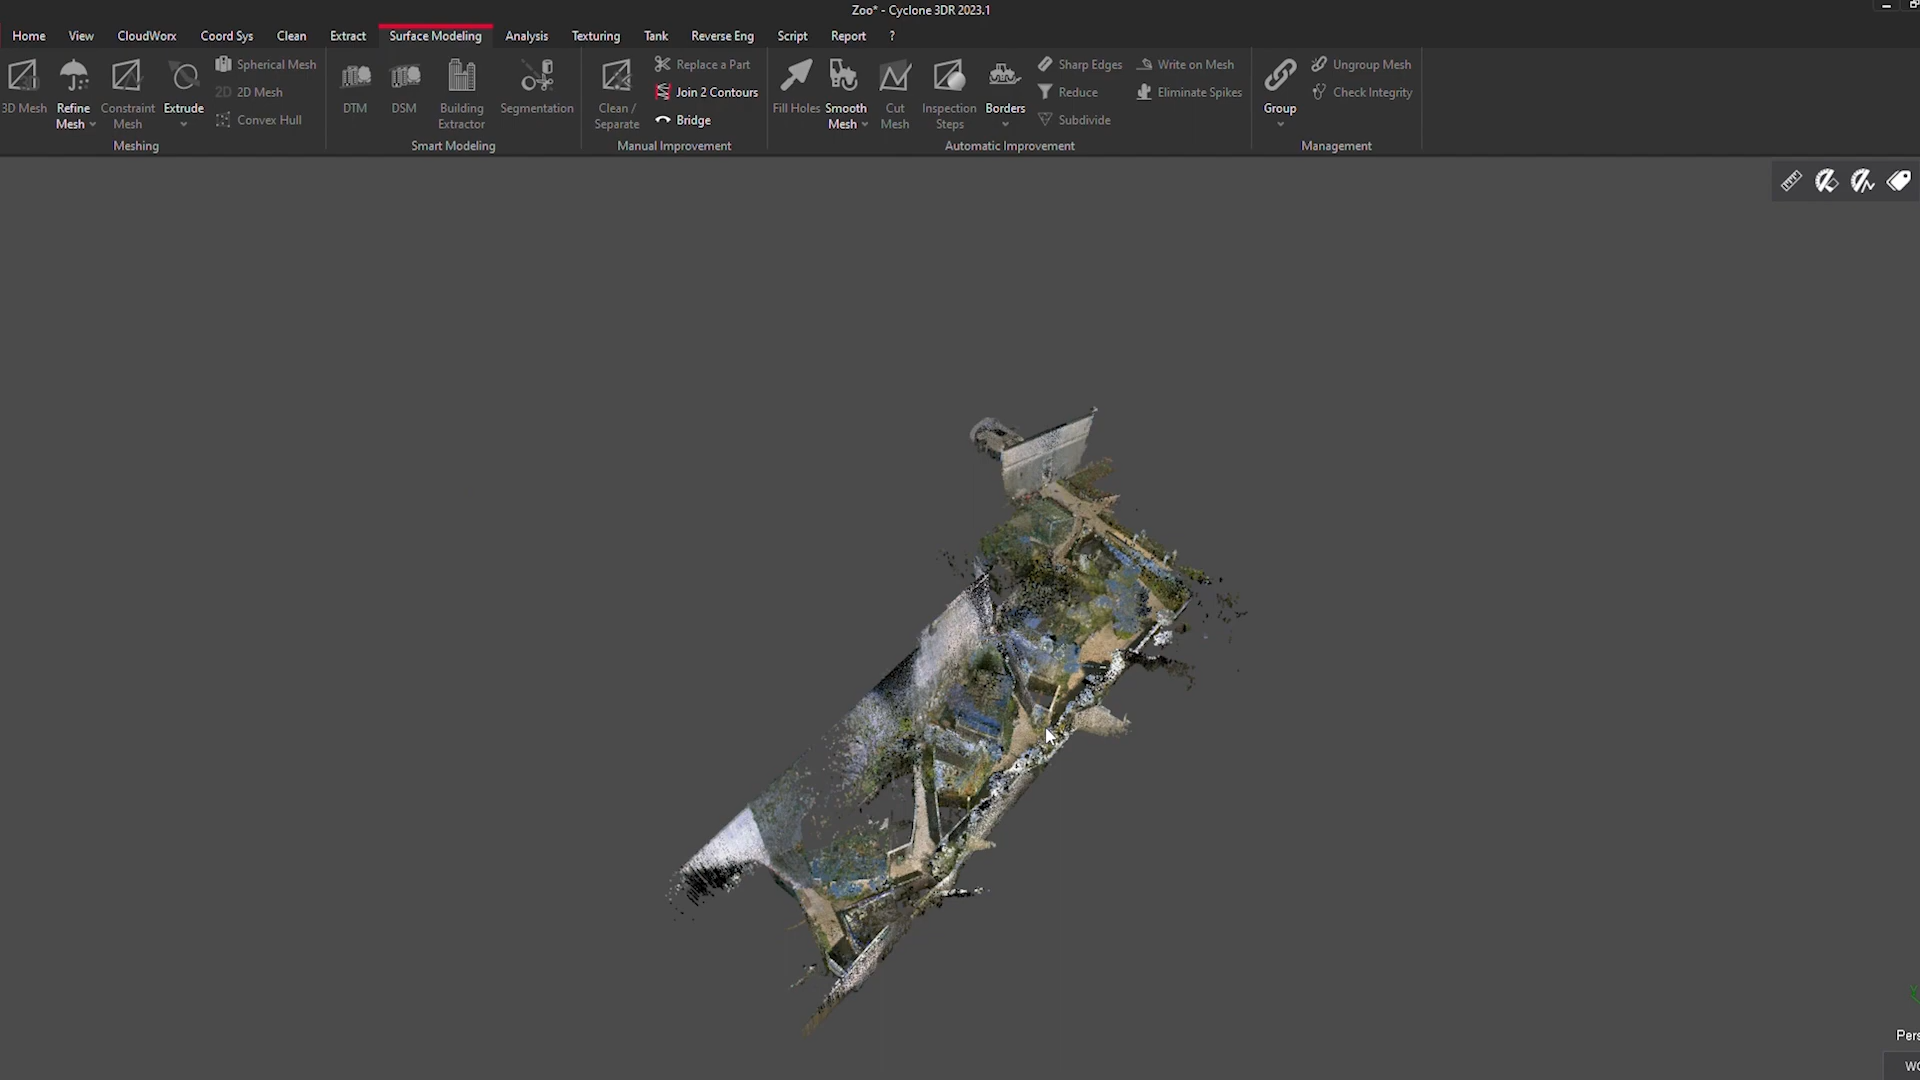 Zoo* - Cyclone 3DR 2023.1
Home View CloudWorx Coord Sys Clean Extract Surface Modeling Analysis Texturing Tank Reverse Eng Script Report ?
3D Mesh
Refine Mesh
Constraint Mesh
Extrude
Spherical Mesh
2D 2D Mesh
Convex Hull
Meshing
DTM
DSM
Building Extractor
Segmentation
Smart Modeling
Clean / Separate
Replace a Part
Join 2 Contours
Bridge
Manual Improvement
Fill Holes
Smooth Mesh
Cut Mesh
Inspection Steps
Borders
Sharp Edges
Reduce
Subdivide
Write on Mesh
Eliminate Spikes
Automatic Improvement
Group
Ungroup Mesh
Check Integrity
Management
Y
Pers
WC